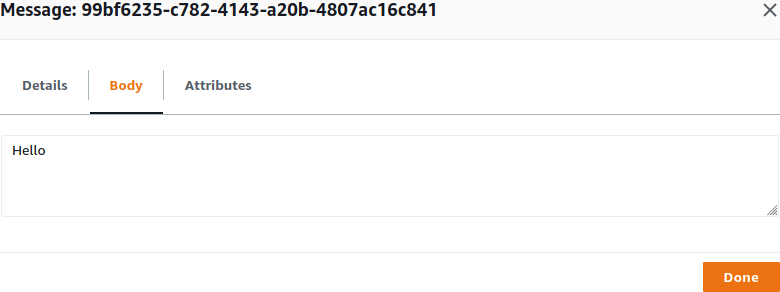 Message: 99bf6235-c782-4143-a20b-4807ac16c841
Details
Body
Attributes
Hello
Done